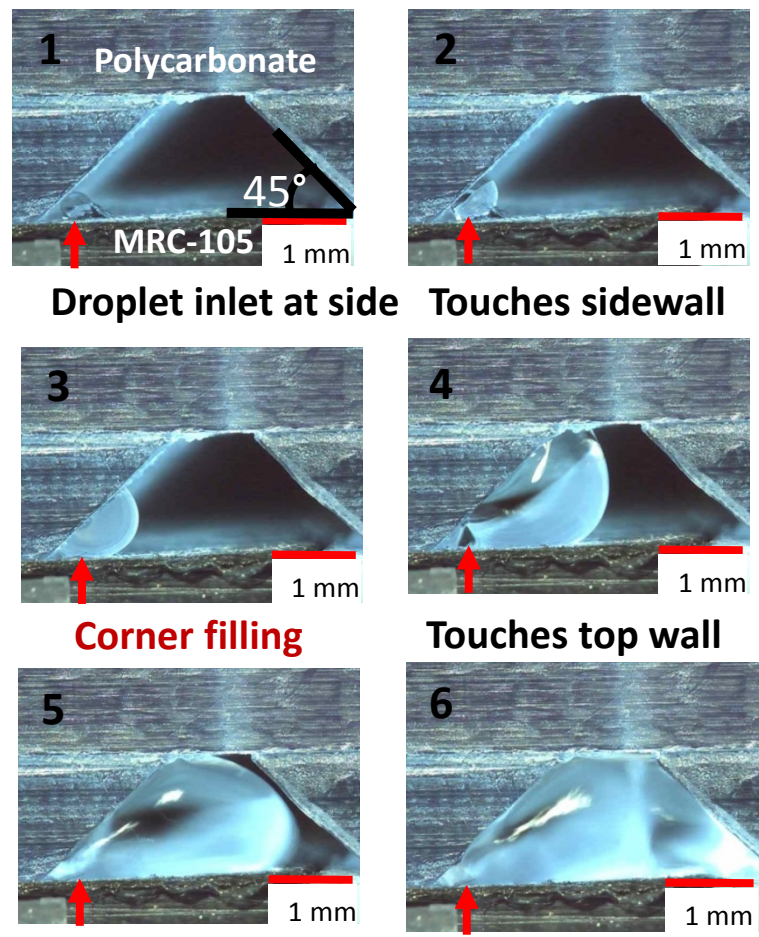 1
Polycarbonate
45°
MRC-105
1 mm
2
1 mm
Droplet inlet at side
Touches sidewall
3
1 mm
4
1 mm
Corner filling
Touches top wall
5
1 mm
6
1 mm